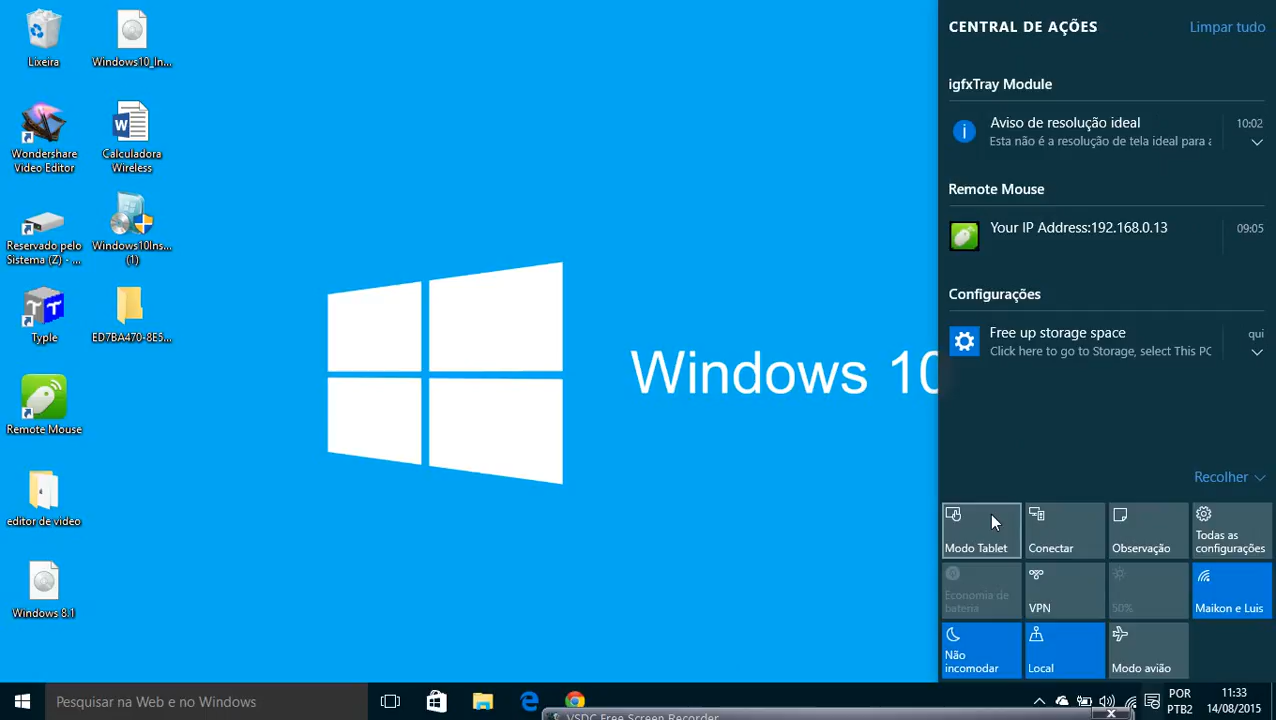 Lixeira
Windows10_In...
Wondershare
Video Editor
Calculadora
Wireless
Reservado pelo
Sistema (Z) - ...
Windows10Ins...
(1)
Typle
ED7BA470-8E5...
Remote Mouse
editor de video
Windows 8.1
Windows 10
CENTRAL DE AÇÕES
Limpar tudo
igfxTray Module
Aviso de resolução ideal
10:02
Esta não é a resolução de tela ideal para a
Remote Mouse
Your IP Address:192.168.0.13
09:05
Configurações
Free up storage space
qui
Click here to go to Storage, select This PC
Recolher
Modo Tablet
Conectar
Observação
Todas as
configurações
Economia de
bateria
VPN
50%
Maikon e Luis
Não
incomodar
Local
Modo avião
Pesquisar na Web e no Windows
POR
PTB2
11:33
14/08/2015
VSDC Free Screen Recorder